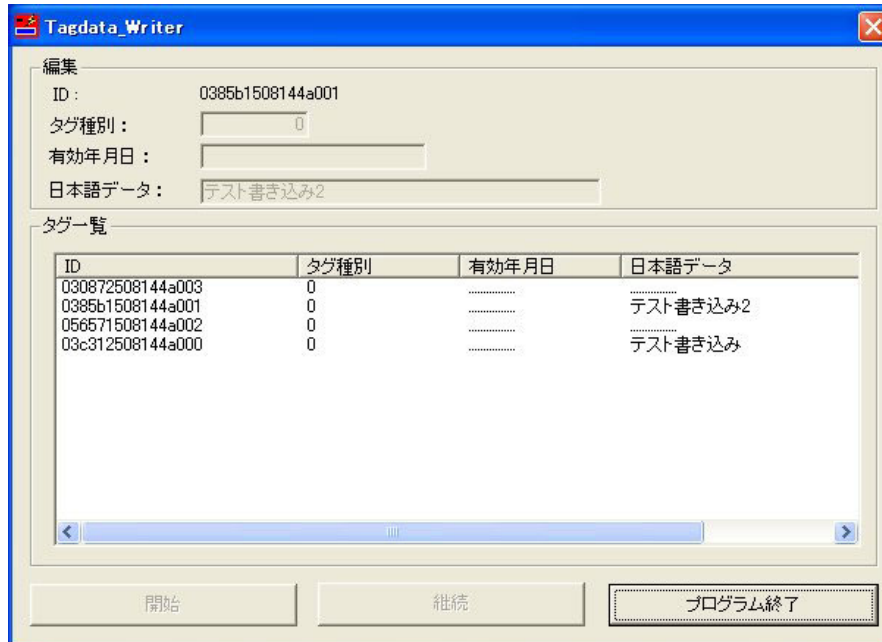 Tagdata_Writer
編集
ID: 0385b1508144a001
タグ種別: 0
有効年月日:
日本語データ: テスト書き込み2
タグ一覧
ID タグ種別 有効年月日 日本語データ
030872508144a003 0 .............. ..............
0385b1508144a001 0 .............. テスト書き込み2
056571508144a002 0 .............. ..............
03c312508144a000 0 .............. テスト書き込み
開始 継続 プログラム終了